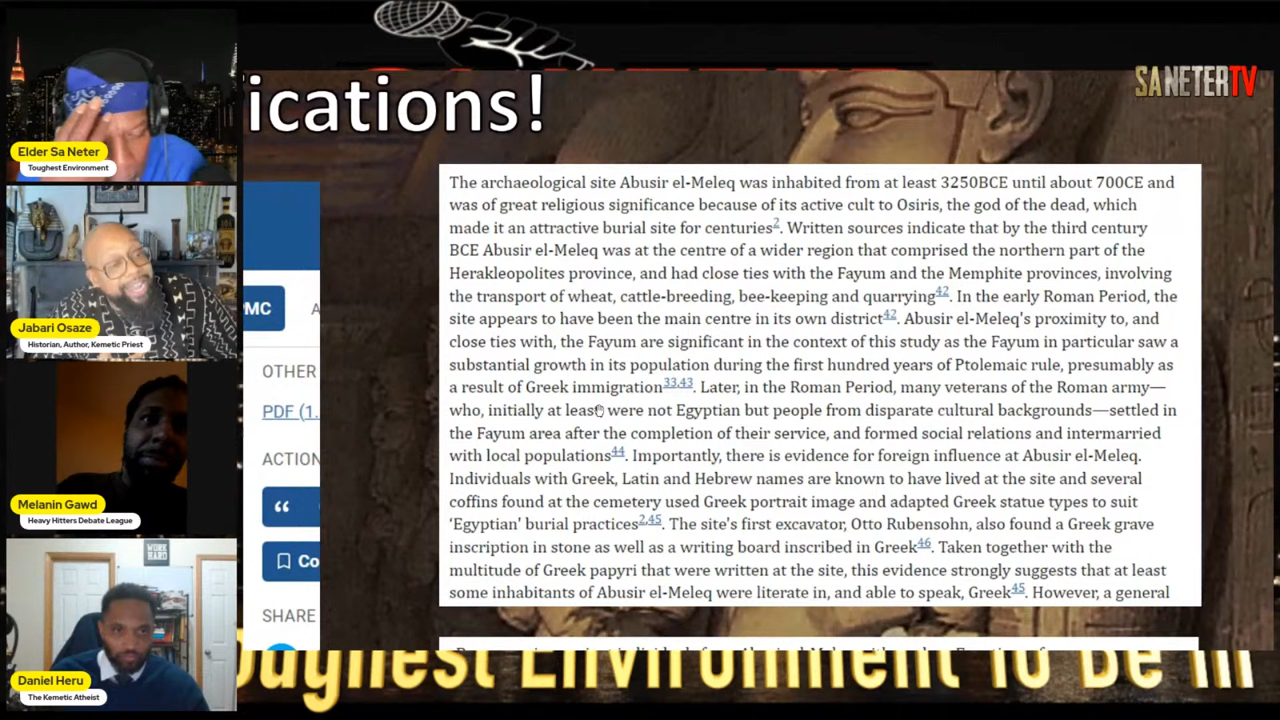 ications!
SANETERTV
Elder Sa Neter
Toughest Environment
Jabari Osaze
Historian, Author, Kemetic Priest
Melanin Gawd
Heavy Hitters Debate League
WORK
HARD
Daniel Heru
The Kemetic Atheist
PMC
A
OTHER
PDF (1.
ACTION
“
Co
SHARE
The archaeological site Abusir el-Meleq was inhabited from at least 3250BCE until about 700CE and
was of great religious significance because of its active cult to Osiris, the god of the dead, which
made it an attractive burial site for centuries2. Written sources indicate that by the third century
BCE Abusir el-Meleq was at the centre of a wider region that comprised the northern part of the
Herakleopolites province, and had close ties with the Fayum and the Memphite provinces, involving
the transport of wheat, cattle-breeding, bee-keeping and quarrying42. In the early Roman Period, the
site appears to have been the main centre in its own district42. Abusir el-Meleq's proximity to, and
close ties with, the Fayum are significant in the context of this study as the Fayum in particular saw a
substantial growth in its population during the first hundred years of Ptolemaic rule, presumably as
a result of Greek immigration33,43. Later, in the Roman Period, many veterans of the Roman army—
who, initially at least, were not Egyptian but people from disparate cultural backgrounds—settled in
the Fayum area after the completion of their service, and formed social relations and intermarried
with local populations44. Importantly, there is evidence for foreign influence at Abusir el-Meleq.
Individuals with Greek, Latin and Hebrew names are known to have lived at the site and several
coffins found at the cemetery used Greek portrait image and adapted Greek statue types to suit
‘Egyptian’ burial practices2,45. The site's first excavator, Otto Rubensohn, also found a Greek grave
inscription in stone as well as a writing board inscribed in Greek46. Taken together with the
multitude of Greek papyri that were written at the site, this evidence strongly suggests that at least
some inhabitants of Abusir el-Meleq were literate in, and able to speak, Greek45. However, a general
oughest Environment To Be In